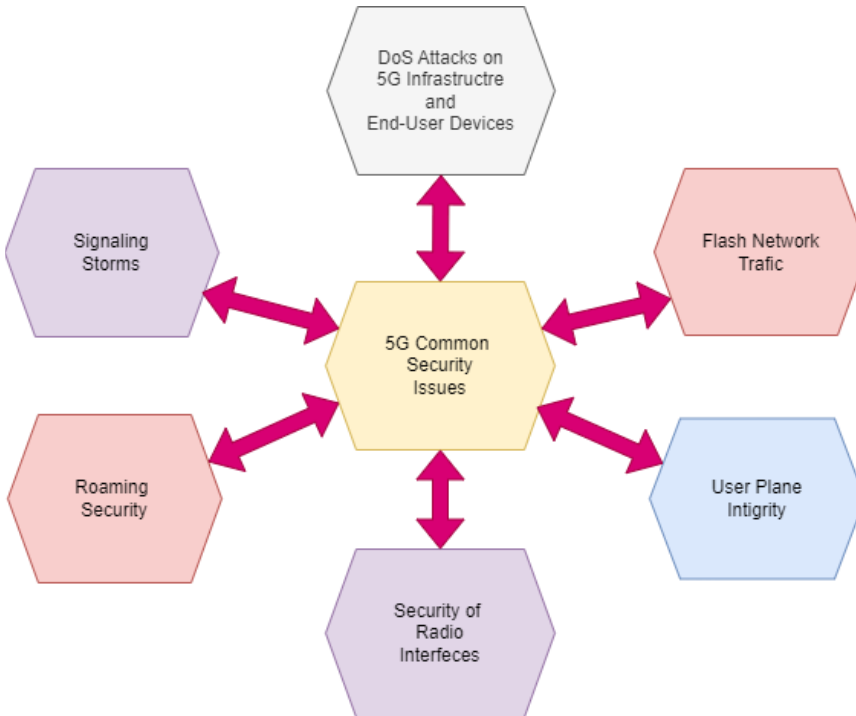 DoS Attacks on
5G Infrastructre
and
End-User Devices
Signaling
Storms
Flash Network
Trafic
5G Common
Security
Issues
Roaming
Security
User Plane
Intigrity
Security of
Radio
Interfeces